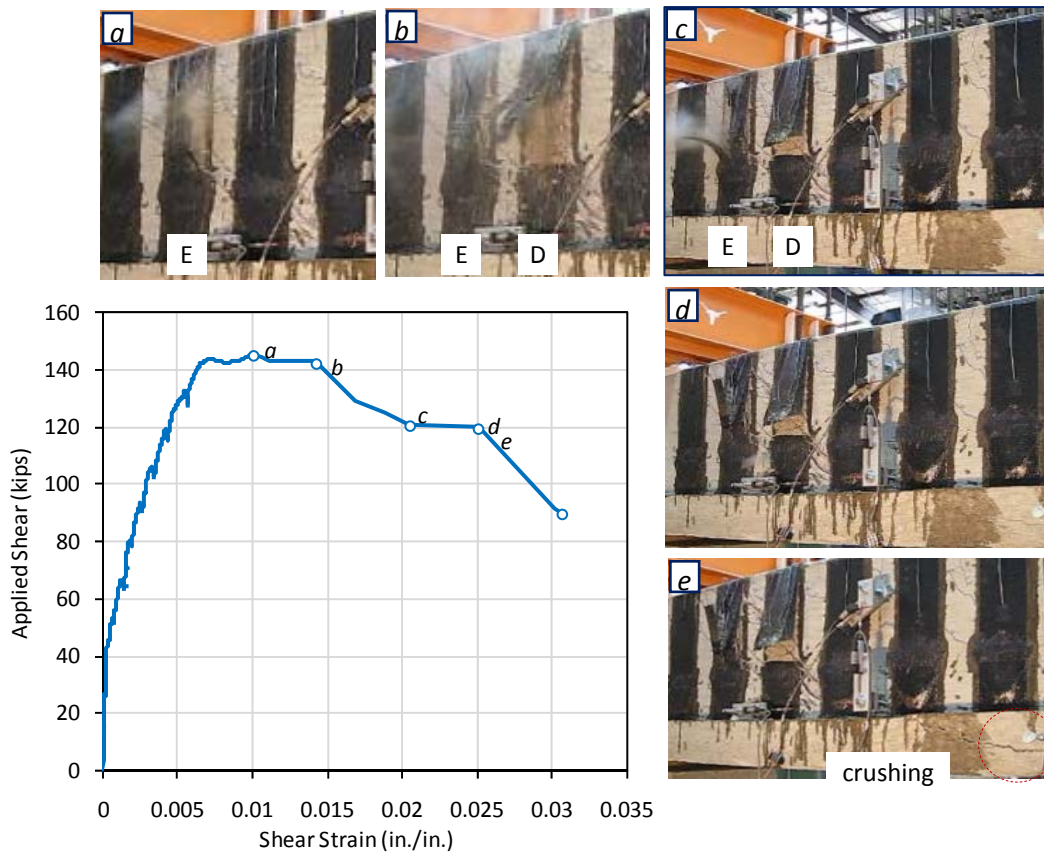 a
b
c
E
E
D
E
D
d
e
crushing
160
140
120
100
80
60
40
20
0
Applied Shear (kips)
a
b
c
d
e
0
0.005
0.01
0.015
0.02
0.025
0.03
0.035
Shear Strain (in./in.)